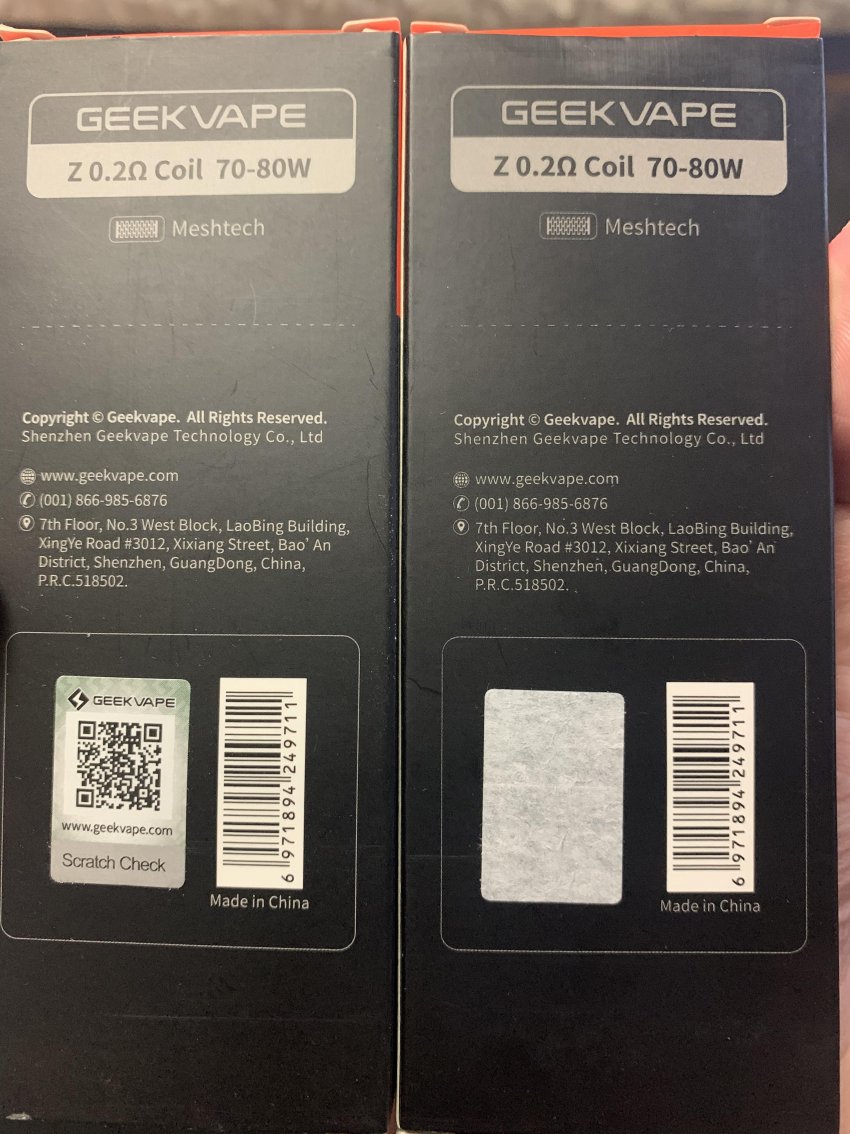 GEEKVAPE
Z 0.2Ω Coil 70-80W
Meshtech
Copyright © Geekvape. All Rights Reserved.
Shenzhen Geekvape Technology Co., Ltd
www.geekvape.com
(001) 866-985-6876
7th Floor, No.3 West Block, LaoBing Building,
XingYe Road #3012, Xixiang Street, Bao' An
District, Shenzhen, GuangDong, China,
P.R.C.518502.
GEEKVAPE
www.geekvape.com
Scratch Check
6 971894 249711
Made in China
GEEKVAPE
Z 0.2Ω Coil 70-80W
Meshtech
Copyright © Geekvape. All Rights Reserved.
Shenzhen Geekvape Technology Co., Ltd
www.geekvape.com
(001) 866-985-6876
7th Floor, No.3 West Block, LaoBing Building,
XingYe Road #3012, Xixiang Street, Bao' An
District, Shenzhen, GuangDong, China,
P.R.C.518502.
6 971894 249711
Made in China